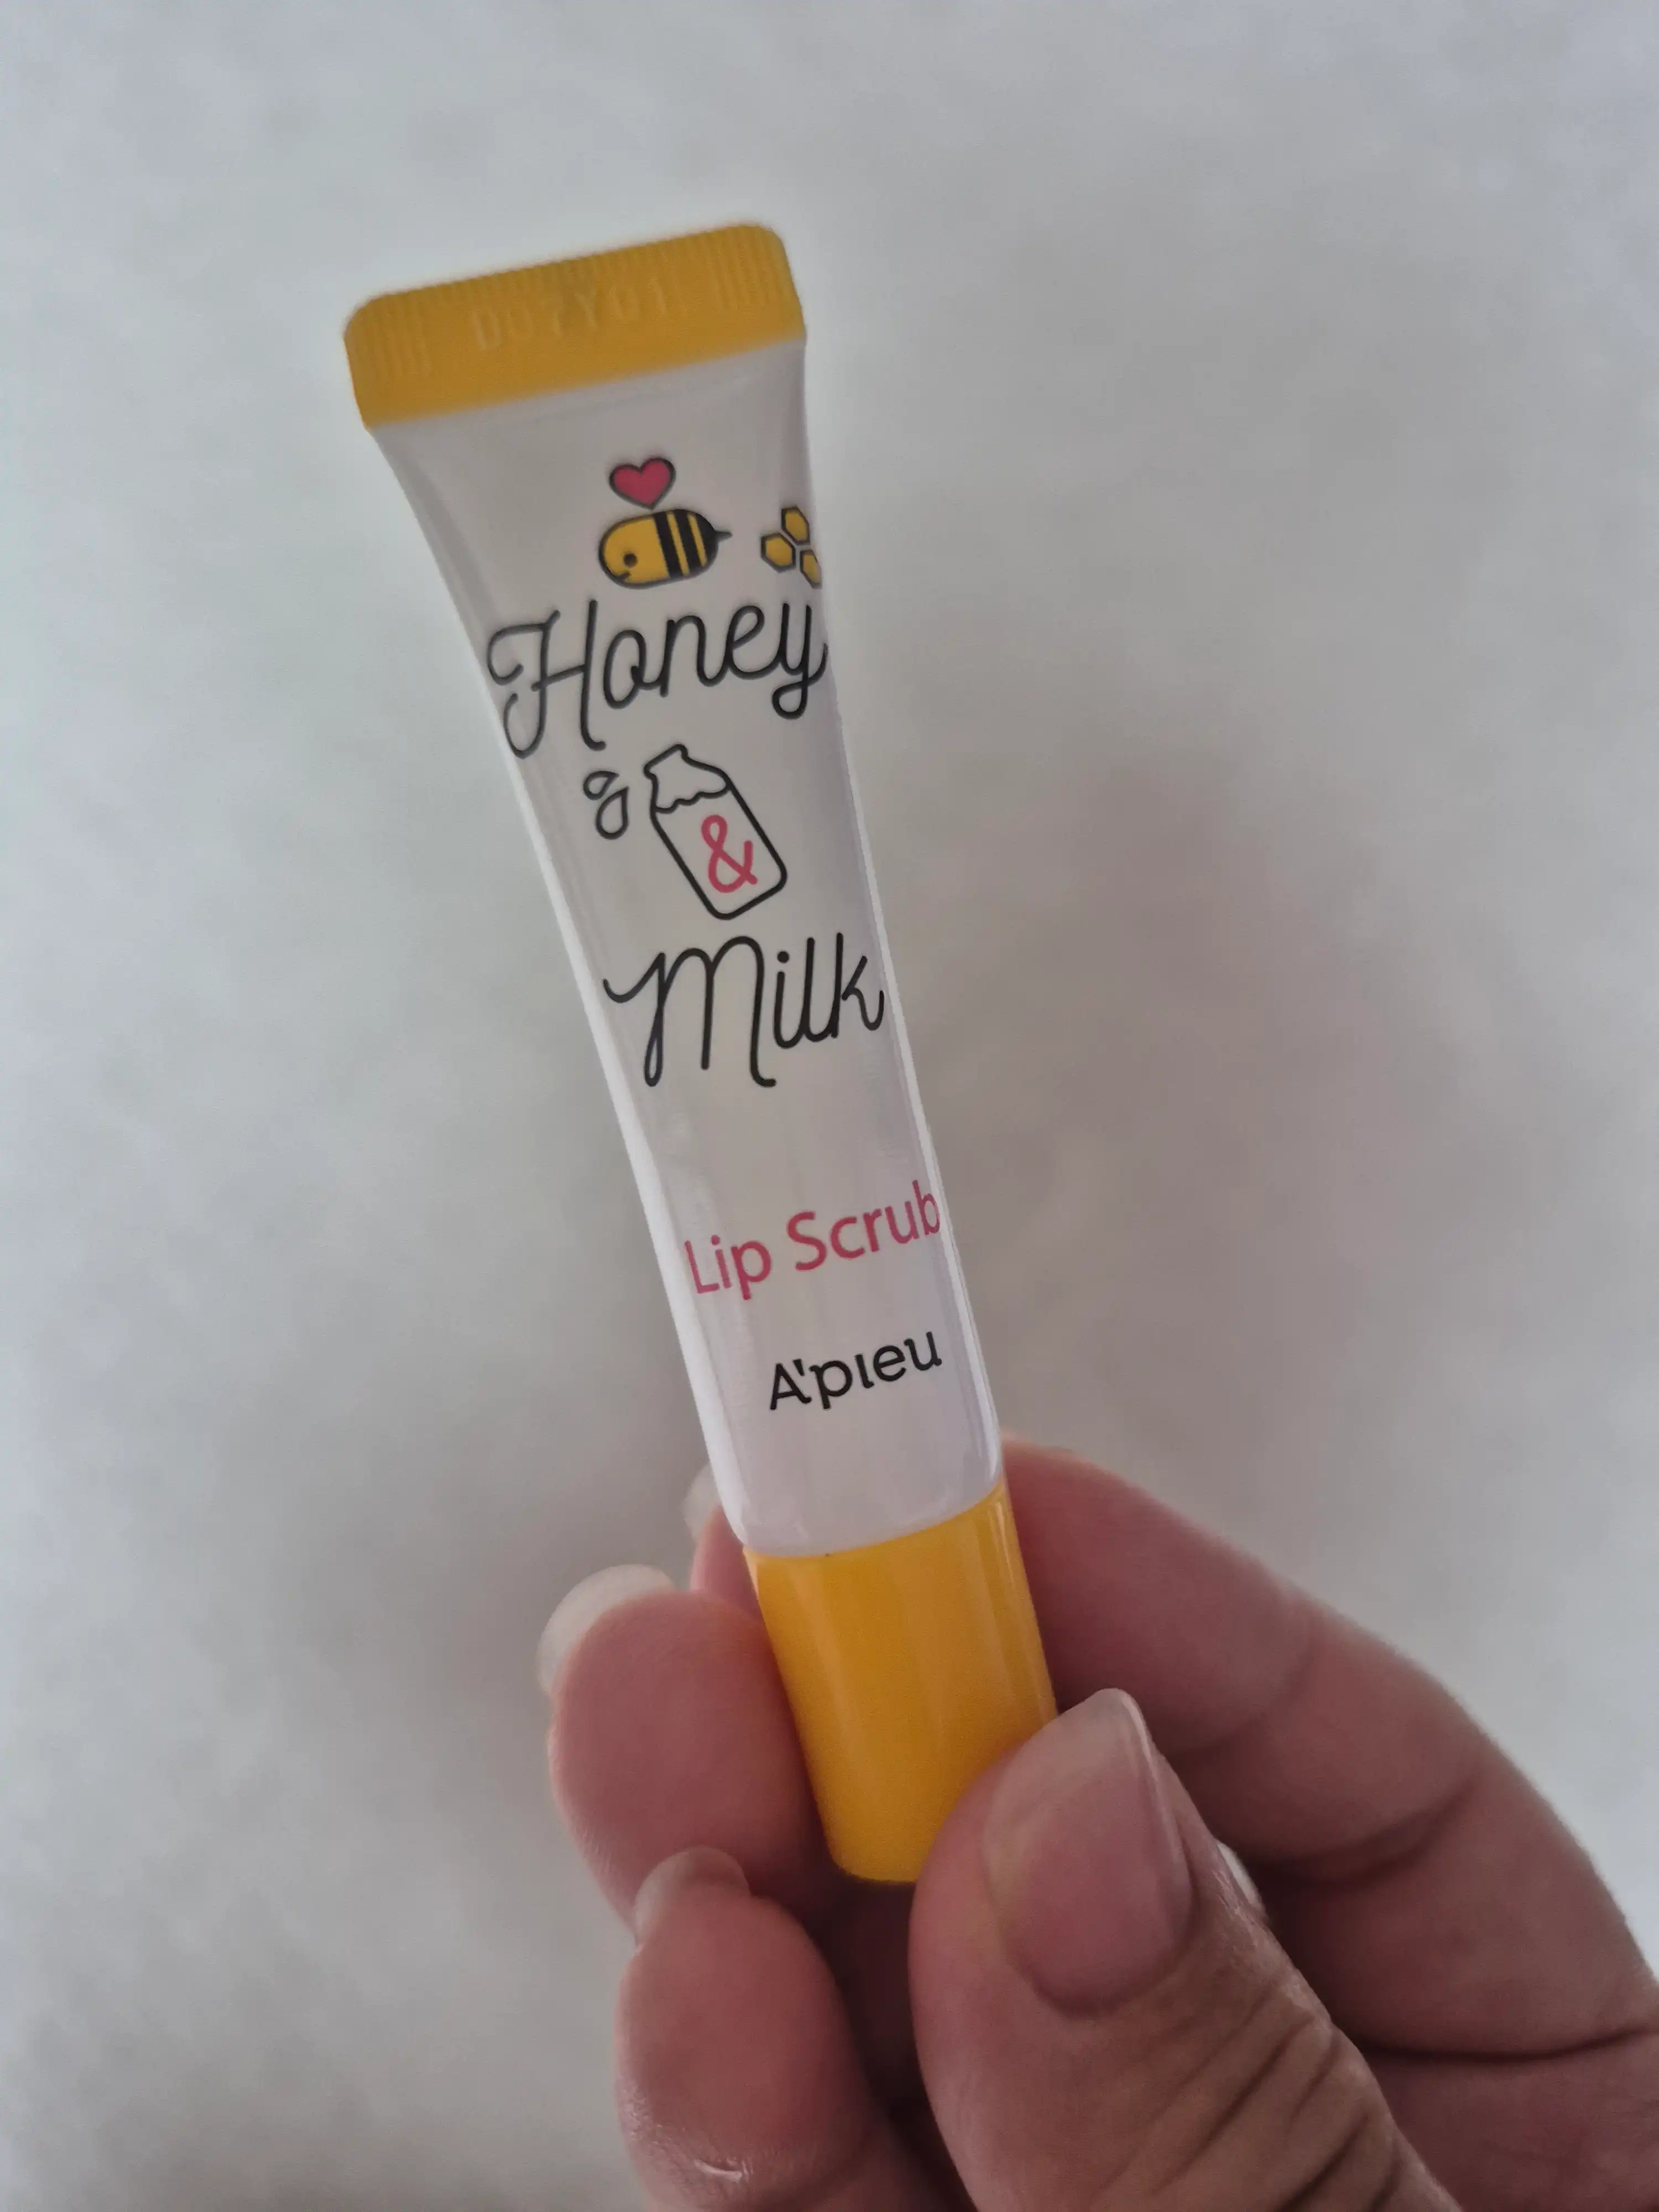 Honey
&
Milk
Lip Scrub
A'pieu